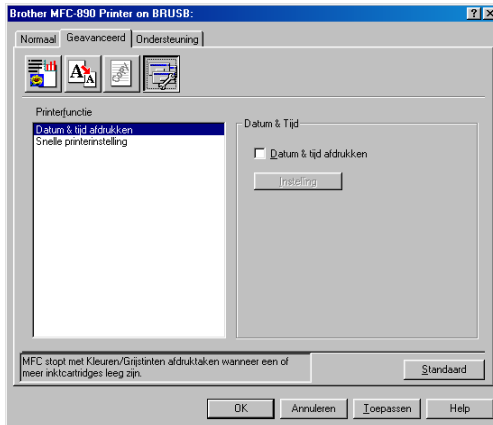 Brother MFC-890 Printer on BRUSB:
Normaal Geavanceerd Ondersteuning
Printerfunctie
Datum & tijd afdrukken
Snelle printerinstelling
Datum & Tijd
Datum & tijd afdrukken
Insteling
MFC stopt met Kleuren/Grijstinten afdruktaken wanneer een of
meer inktcartridges leeg zijn.
Standaard
OK Annuleren Toepassen Help